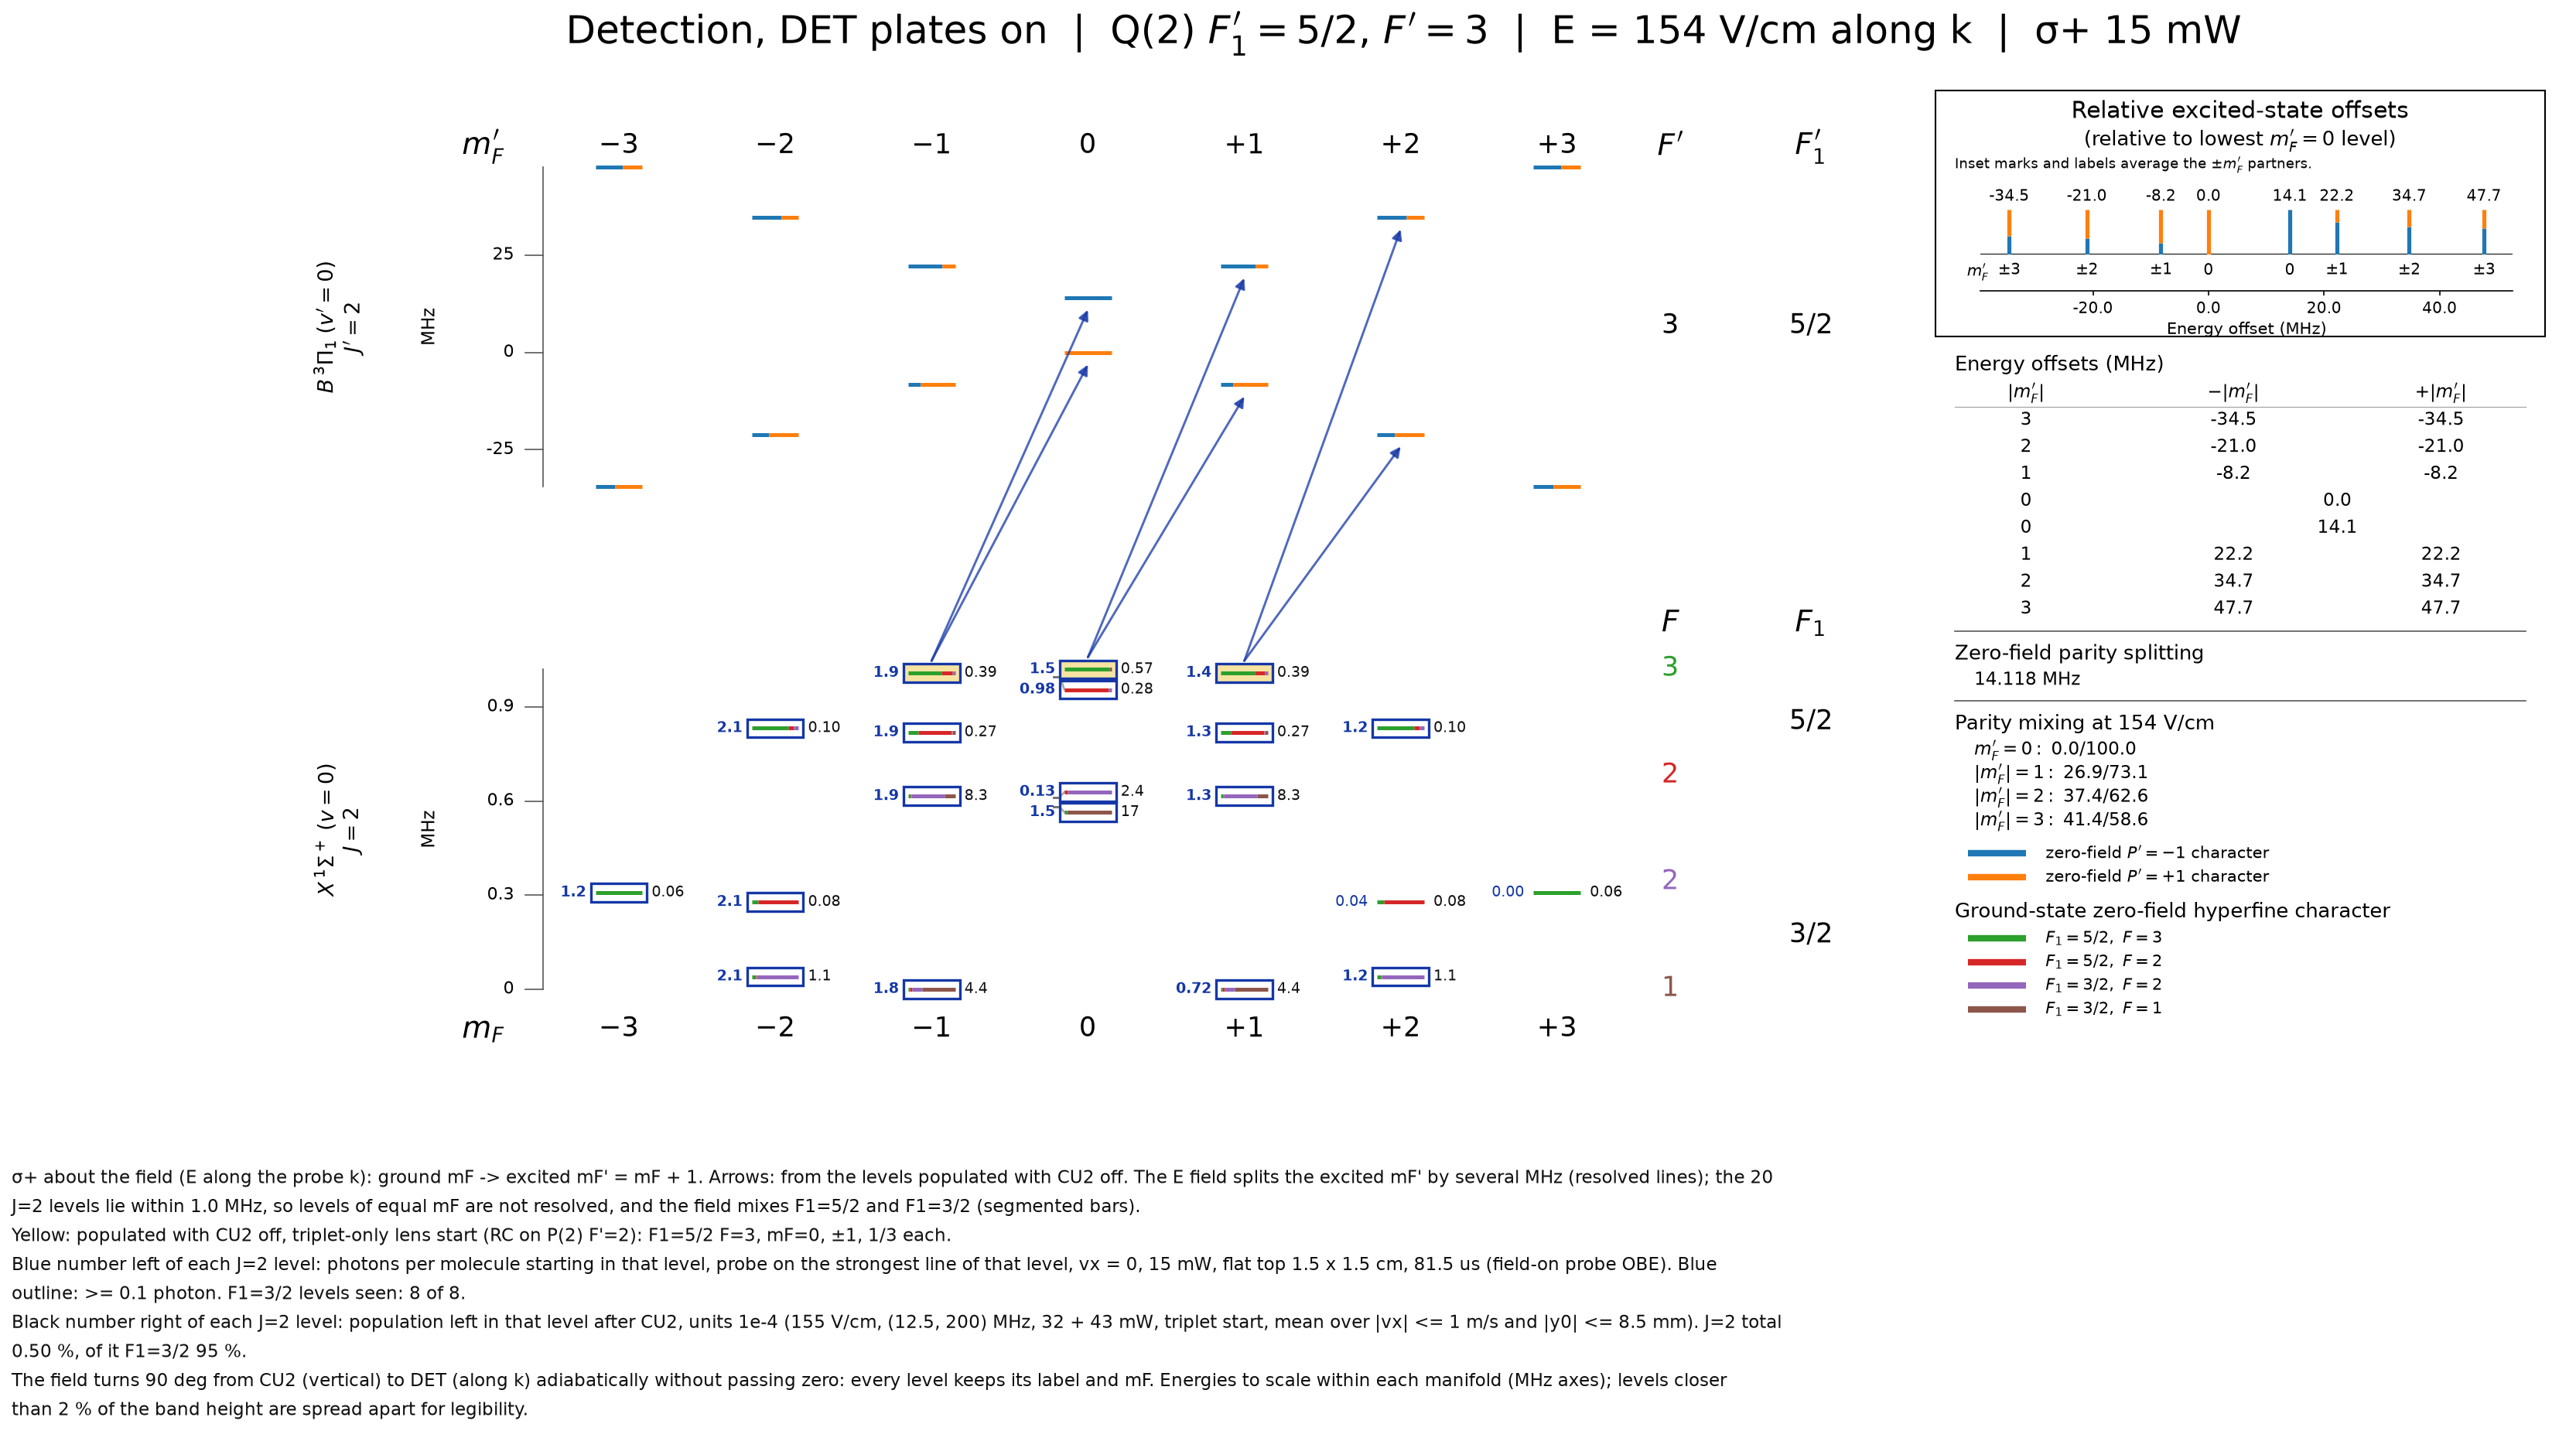 Detection, DET plates on | Q(2) F′₁ = 5/2, F′ = 3 | E = 154 V/cm along k | σ+ 15 mW
m′F −3 −2 −1 0 +1 +2 +3 F′ F′₁
25
0
-25
MHz
B ³Π₁ (v′ = 0)
J′ = 2
3 5/2
Relative excited-state offsets
(relative to lowest m′F = 0 level)
Inset marks and labels average the ±m′F partners.
-34.5 -21.0 -8.2 0.0 14.1 22.2 34.7 47.7
m′F ±3 ±2 ±1 0 0 ±1 ±2 ±3
-20.0 0.0 20.0 40.0
Energy offset (MHz)
Energy offsets (MHz)
|m′F| −|m′F| +|m′F|
3 -34.5 -34.5
2 -21.0 -21.0
1 -8.2 -8.2
0 0.0
0 14.1
1 22.2 22.2
2 34.7 34.7
3 47.7 47.7
Zero-field parity splitting
14.118 MHz
Parity mixing at 154 V/cm
m′F = 0 : 0.0/100.0
|m′F| = 1 : 26.9/73.1
|m′F| = 2 : 37.4/62.6
|m′F| = 3 : 41.4/58.6
zero-field P′ = −1 character
zero-field P′ = +1 character
Ground-state zero-field hyperfine character
F₁ = 5/2, F = 3
F₁ = 5/2, F = 2
F₁ = 3/2, F = 2
F₁ = 3/2, F = 1
F F₁
3
2
2
1
5/2
3/2
X ¹Σ⁺ (v = 0)
J = 2
MHz
0.9
0.6
0.3
0
1.9 0.39 1.5 0.57 1.4 0.39
0.98 0.28
2.1 0.10 1.9 0.27 1.3 0.27 1.2 0.10
1.9 8.3 0.13 2.4 1.3 8.3
1.5 17
1.2 0.06 2.1 0.08 0.04 0.08 0.00 0.06
2.1 1.1 1.8 4.4 0.72 4.4 1.2 1.1
mF −3 −2 −1 0 +1 +2 +3
σ+ about the field (E along the probe k): ground mF -> excited mF' = mF + 1. Arrows: from the levels populated with CU2 off. The E field splits the excited mF' by several MHz (resolved lines); the 20
J=2 levels lie within 1.0 MHz, so levels of equal mF are not resolved, and the field mixes F1=5/2 and F1=3/2 (segmented bars).
Yellow: populated with CU2 off, triplet-only lens start (RC on P(2) F'=2): F1=5/2 F=3, mF=0, ±1, 1/3 each.
Blue number left of each J=2 level: photons per molecule starting in that level, probe on the strongest line of that level, vx = 0, 15 mW, flat top 1.5 x 1.5 cm, 81.5 us (field-on probe OBE). Blue
outline: >= 0.1 photon. F1=3/2 levels seen: 8 of 8.
Black number right of each J=2 level: population left in that level after CU2, units 1e-4 (155 V/cm, (12.5, 200) MHz, 32 + 43 mW, triplet start, mean over |vx| <= 1 m/s and |y0| <= 8.5 mm). J=2 total
0.50 %, of it F1=3/2 95 %.
The field turns 90 deg from CU2 (vertical) to DET (along k) adiabatically without passing zero: every level keeps its label and mF. Energies to scale within each manifold (MHz axes); levels closer
than 2 % of the band height are spread apart for legibility.